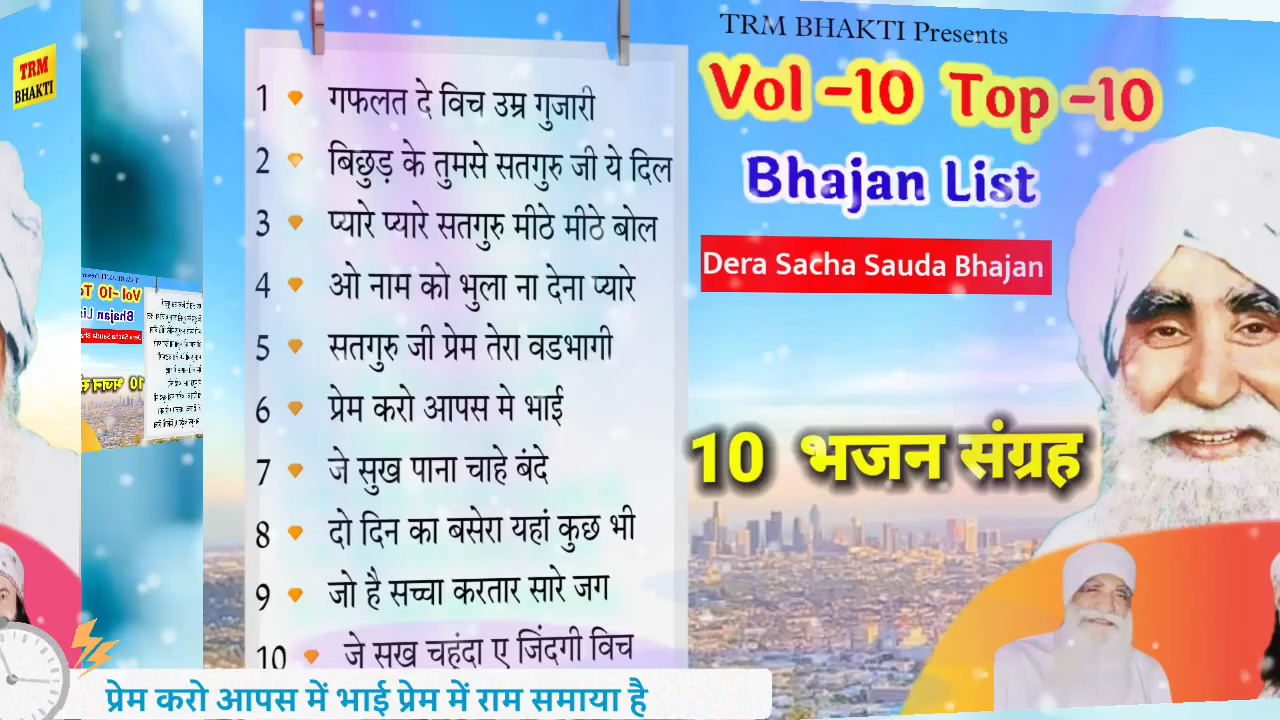 TRM
BHAKTI
TRM BHAKTI Presents
Vol -10 Top -10
Bhajan List
Dera Sacha Sauda Bhajan
10 भजन संग्रह
1 गफलत दे विच उम्र गुजारी
2 बिछुड़ के तुमसे सतगुरु जी ये दिल
3 प्यारे प्यारे सतगुरु मीठे मीठे बोल
4 ओ नाम को भुला ना देना प्यारे
5 सतगुरु जी प्रेम तेरा वडभागी
6 प्रेम करो आपस मे भाई
7 जे सुख पाना चाहे बंदे
8 दो दिन का बसेरा यहां कुछ भी
9 जो है सच्चा करतार सारे जग
10 जे सुख चहंदा ए जिंदगी विच
प्रेम करो आपस में भाई प्रेम में राम समाया है